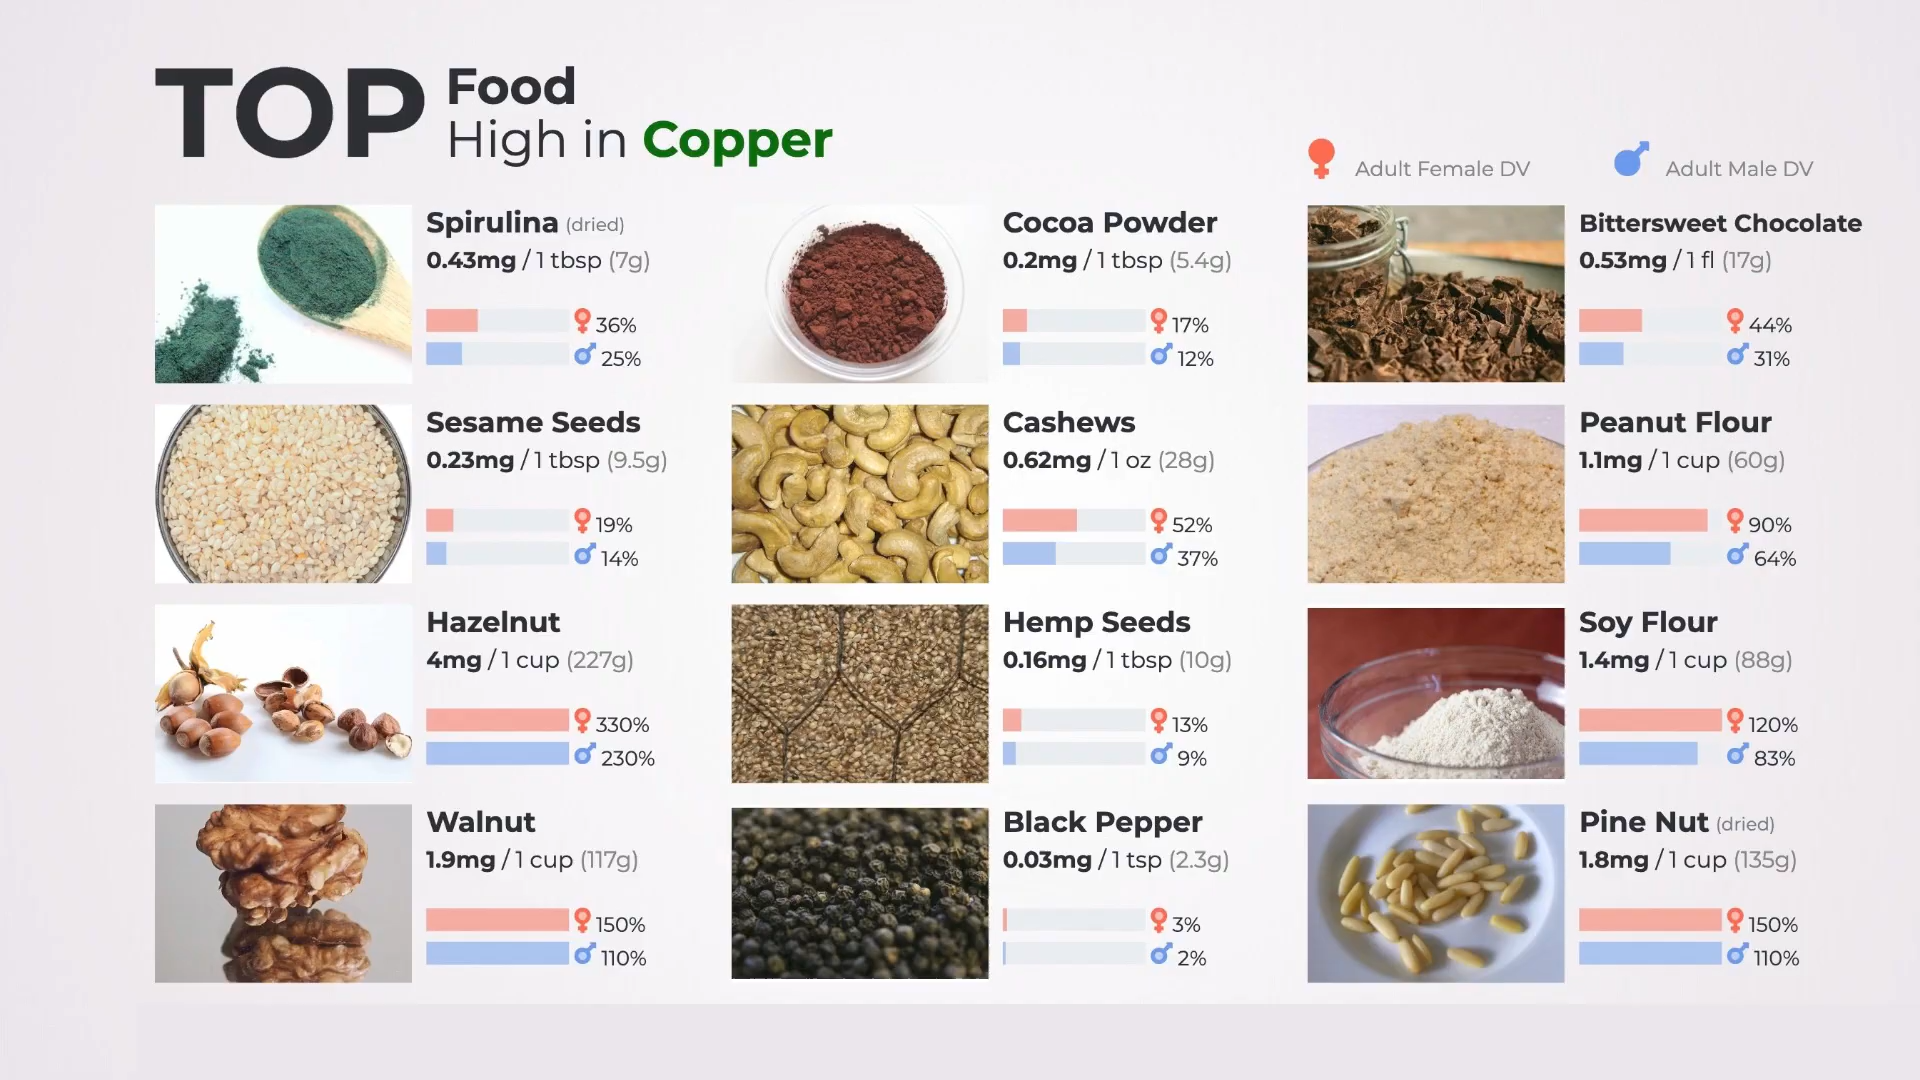 TOP Food
High in Copper
Adult Female DV
Adult Male DV
Spirulina (dried)
0.43mg / 1 tbsp (7g)
36%
25%
Cocoa Powder
0.2mg / 1 tbsp (5.4g)
17%
12%
Bittersweet Chocolate
0.53mg / 1 fl (17g)
44%
31%
Sesame Seeds
0.23mg / 1 tbsp (9.5g)
19%
14%
Cashews
0.62mg / 1 oz (28g)
52%
37%
Peanut Flour
1.1mg / 1 cup (60g)
90%
64%
Hazelnut
4mg / 1 cup (227g)
330%
230%
Hemp Seeds
0.16mg / 1 tbsp (10g)
13%
9%
Soy Flour
1.4mg / 1 cup (88g)
120%
83%
Walnut
1.9mg / 1 cup (117g)
150%
110%
Black Pepper
0.03mg / 1 tsp (2.3g)
3%
2%
Pine Nut (dried)
1.8mg / 1 cup (135g)
150%
110%